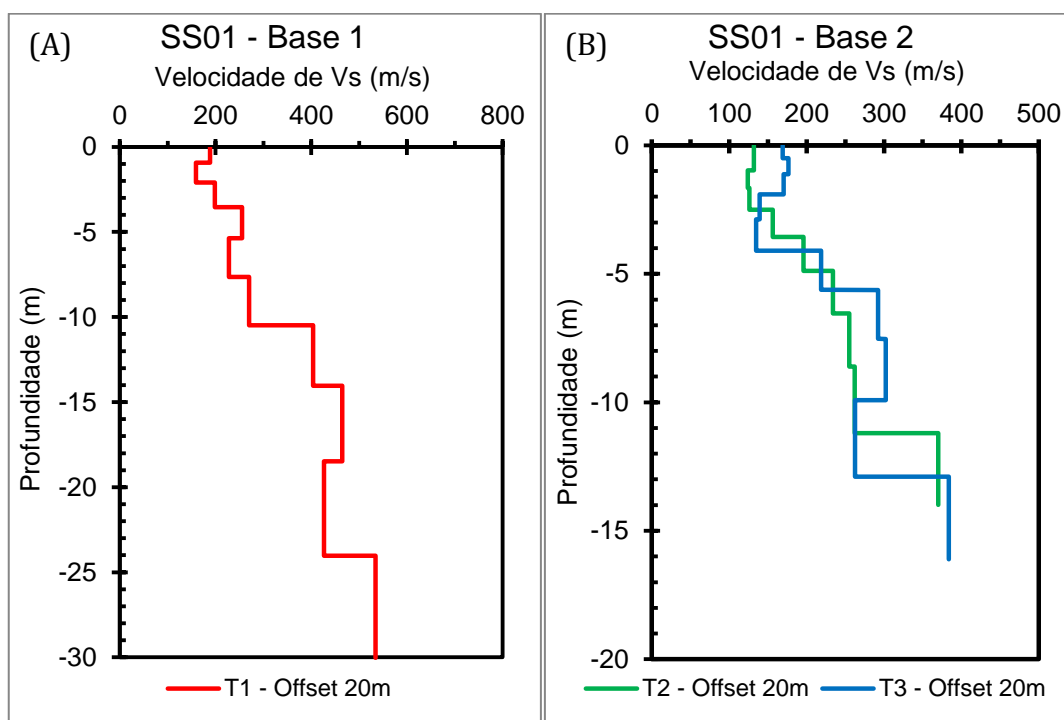 (A)
SS01 - Base 1
Velocidade de Vs (m/s)
0 200 400 600 800
0
-5
-10
-15
-20
-25
-30
Profundidade (m)
T1 - Offset 20m
(B)
SS01 - Base 2
Velocidade de Vs (m/s)
0 100 200 300 400 500
0
-5
-10
-15
-20
Profundidade (m)
T2 - Offset 20m T3 - Offset 20m